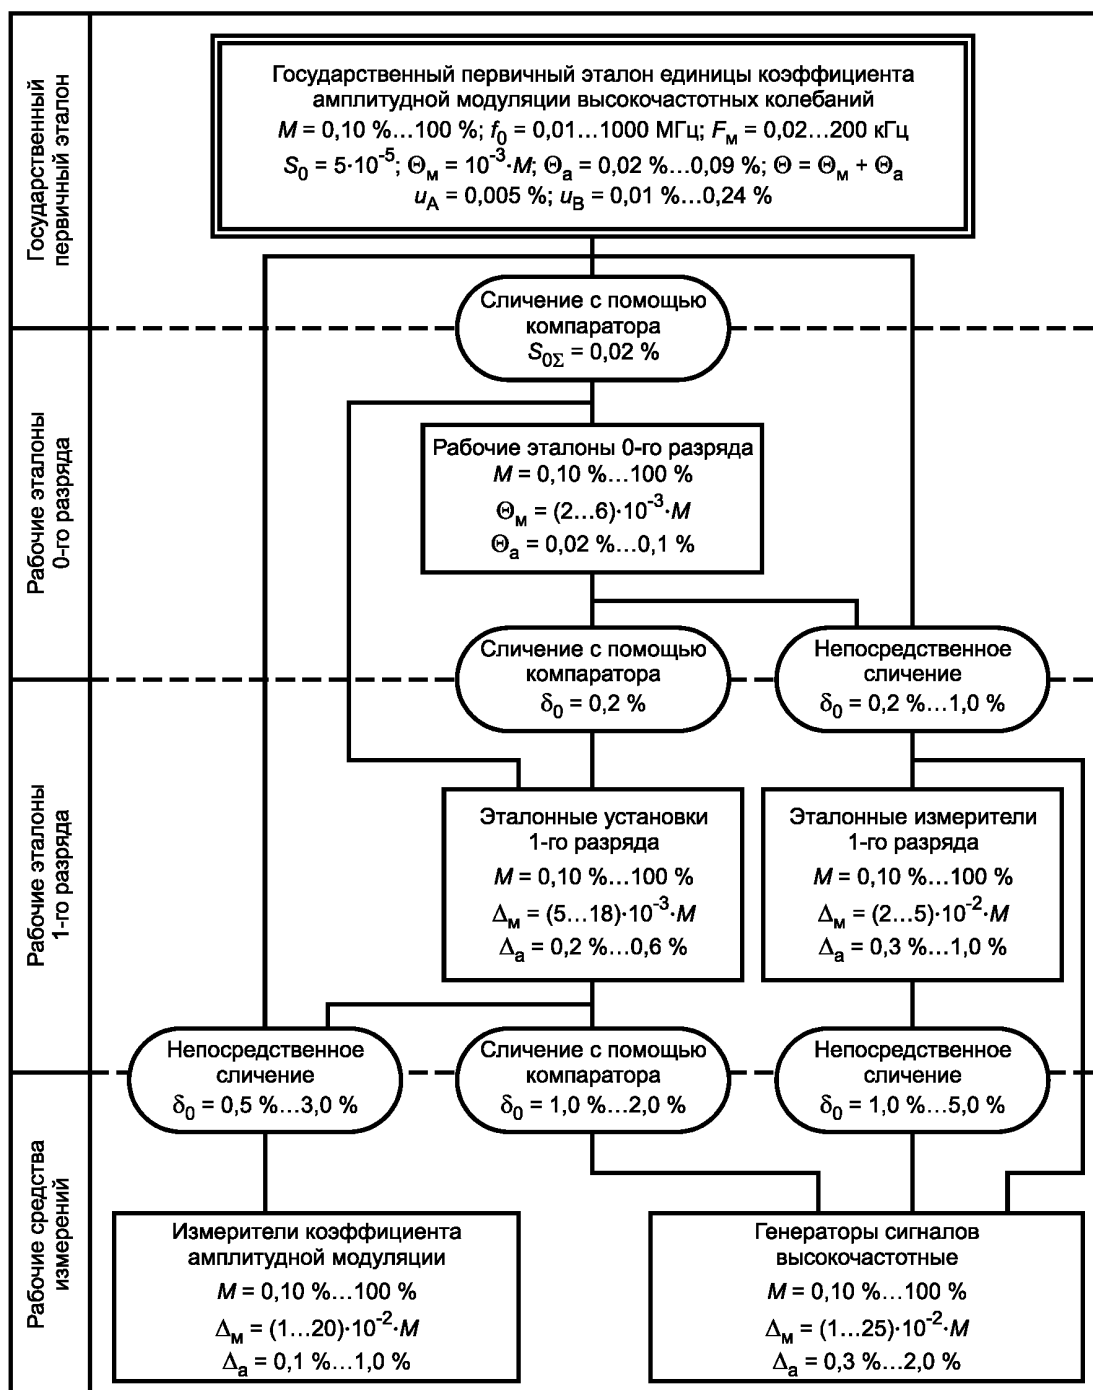 Государственный
первичный эталон
Государственный первичный эталон единицы коэффициента
амплитудной модуляции высокочастотных колебаний
M = 0,10 %...100 %; f₀ = 0,01...1000 МГц; Fм = 0,02...200 кГц
S₀ = 5·10⁻⁵; Θм = 10⁻³·M; Θа = 0,02 %...0,09 %; Θ = Θм + Θа
uА = 0,005 %; uВ = 0,01 %...0,24 %
Сличение с помощью
компаратора
S₀Σ = 0,02 %
Рабочие эталоны
0-го разряда
Рабочие эталоны 0-го разряда
M = 0,10 %...100 %
Θм = (2...6)·10⁻³·M
Θа = 0,02 %...0,1 %
Сличение с помощью
компаратора
δ₀ = 0,2 %
Непосредственное
сличение
δ₀ = 0,2 %...1,0 %
Рабочие эталоны
1-го разряда
Эталонные установки
1-го разряда
M = 0,10 %...100 %
Δм = (5...18)·10⁻³·M
Δа = 0,2 %...0,6 %
Эталонные измерители
1-го разряда
M = 0,10 %...100 %
Δм = (2...5)·10⁻²·M
Δа = 0,3 %...1,0 %
Непосредственное
сличение
δ₀ = 0,5 %...3,0 %
Сличение с помощью
компаратора
δ₀ = 1,0 %...2,0 %
Непосредственное
сличение
δ₀ = 1,0 %...5,0 %
Рабочие средства
измерений
Измерители коэффициента
амплитудной модуляции
M = 0,10 %...100 %
Δм = (1...20)·10⁻²·M
Δа = 0,1 %...1,0 %
Генераторы сигналов
высокочастотные
M = 0,10 %...100 %
Δм = (1...25)·10⁻²·M
Δа = 0,3 %...2,0 %